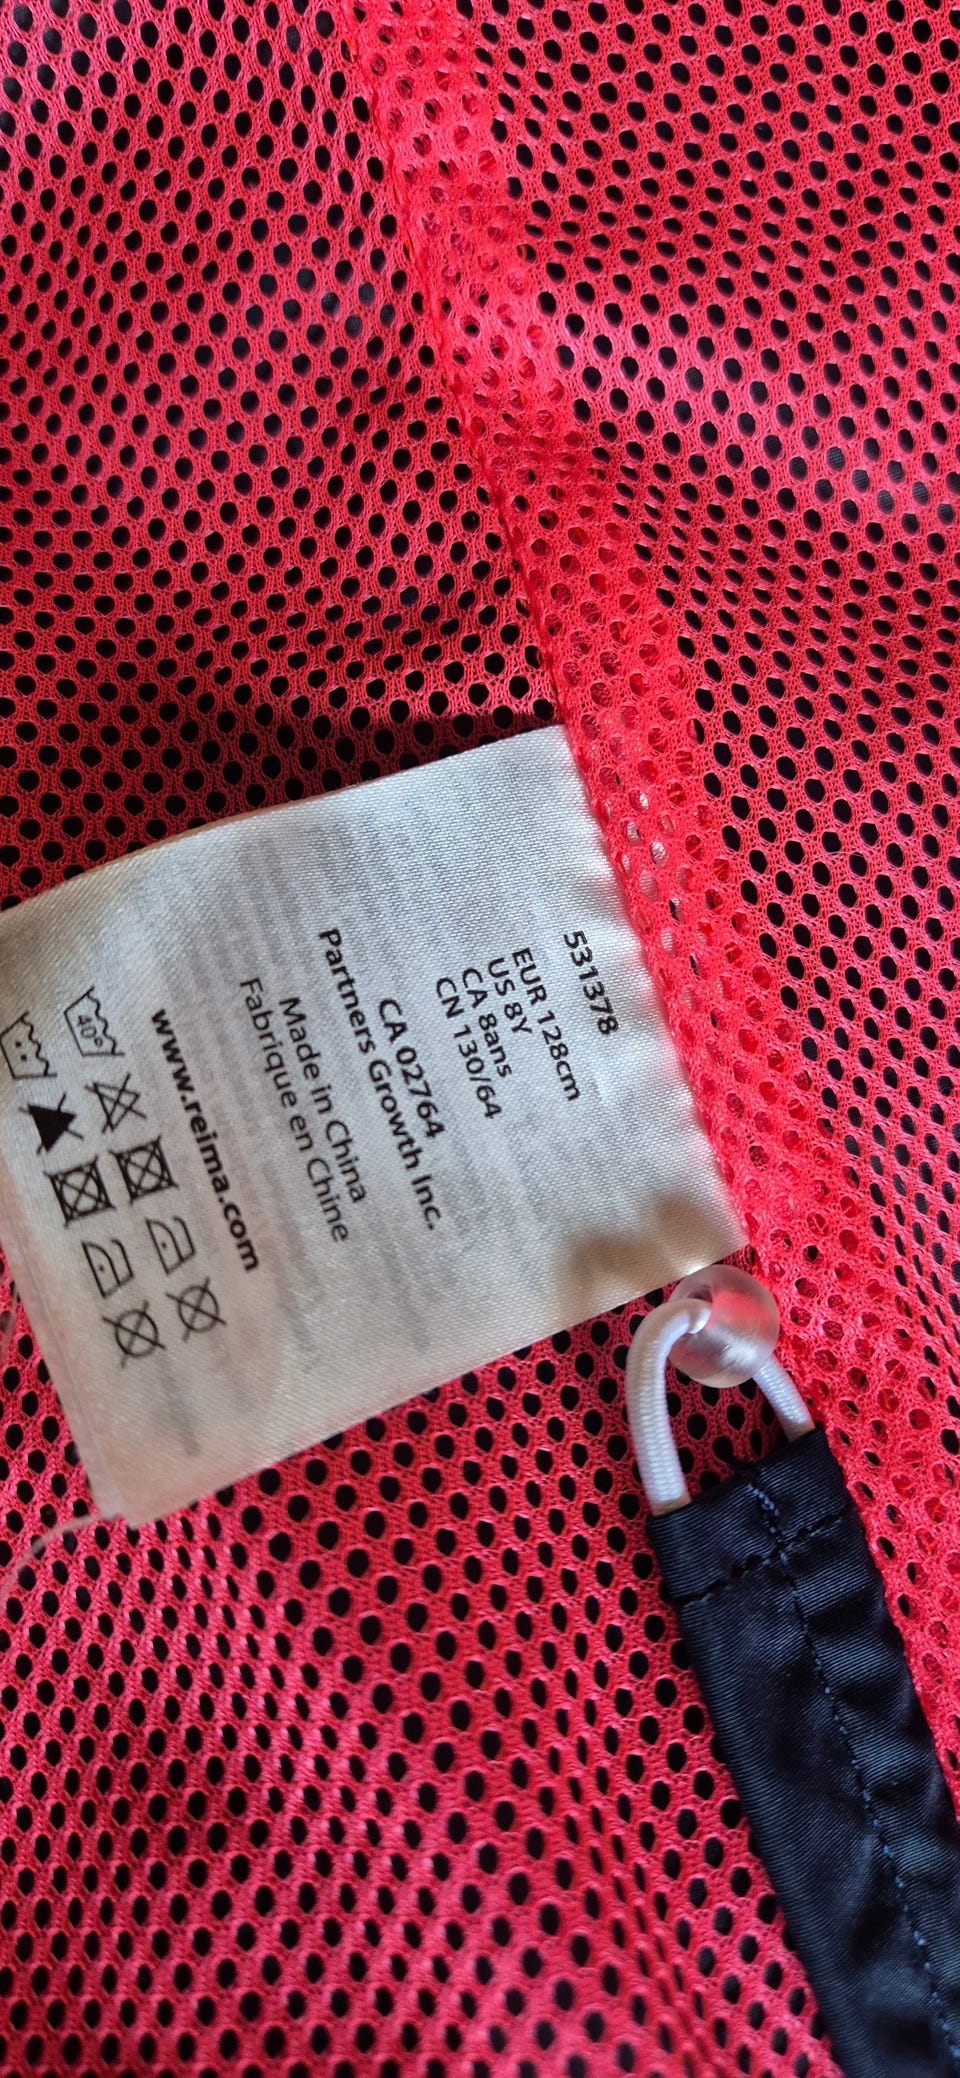 531378
EUR 128cm
US 8Y
CA 8ans
CN 130/64
CA 02764
Partners Growth Inc.
Made in China
Fabrique en Chine
www.reima.com
40°